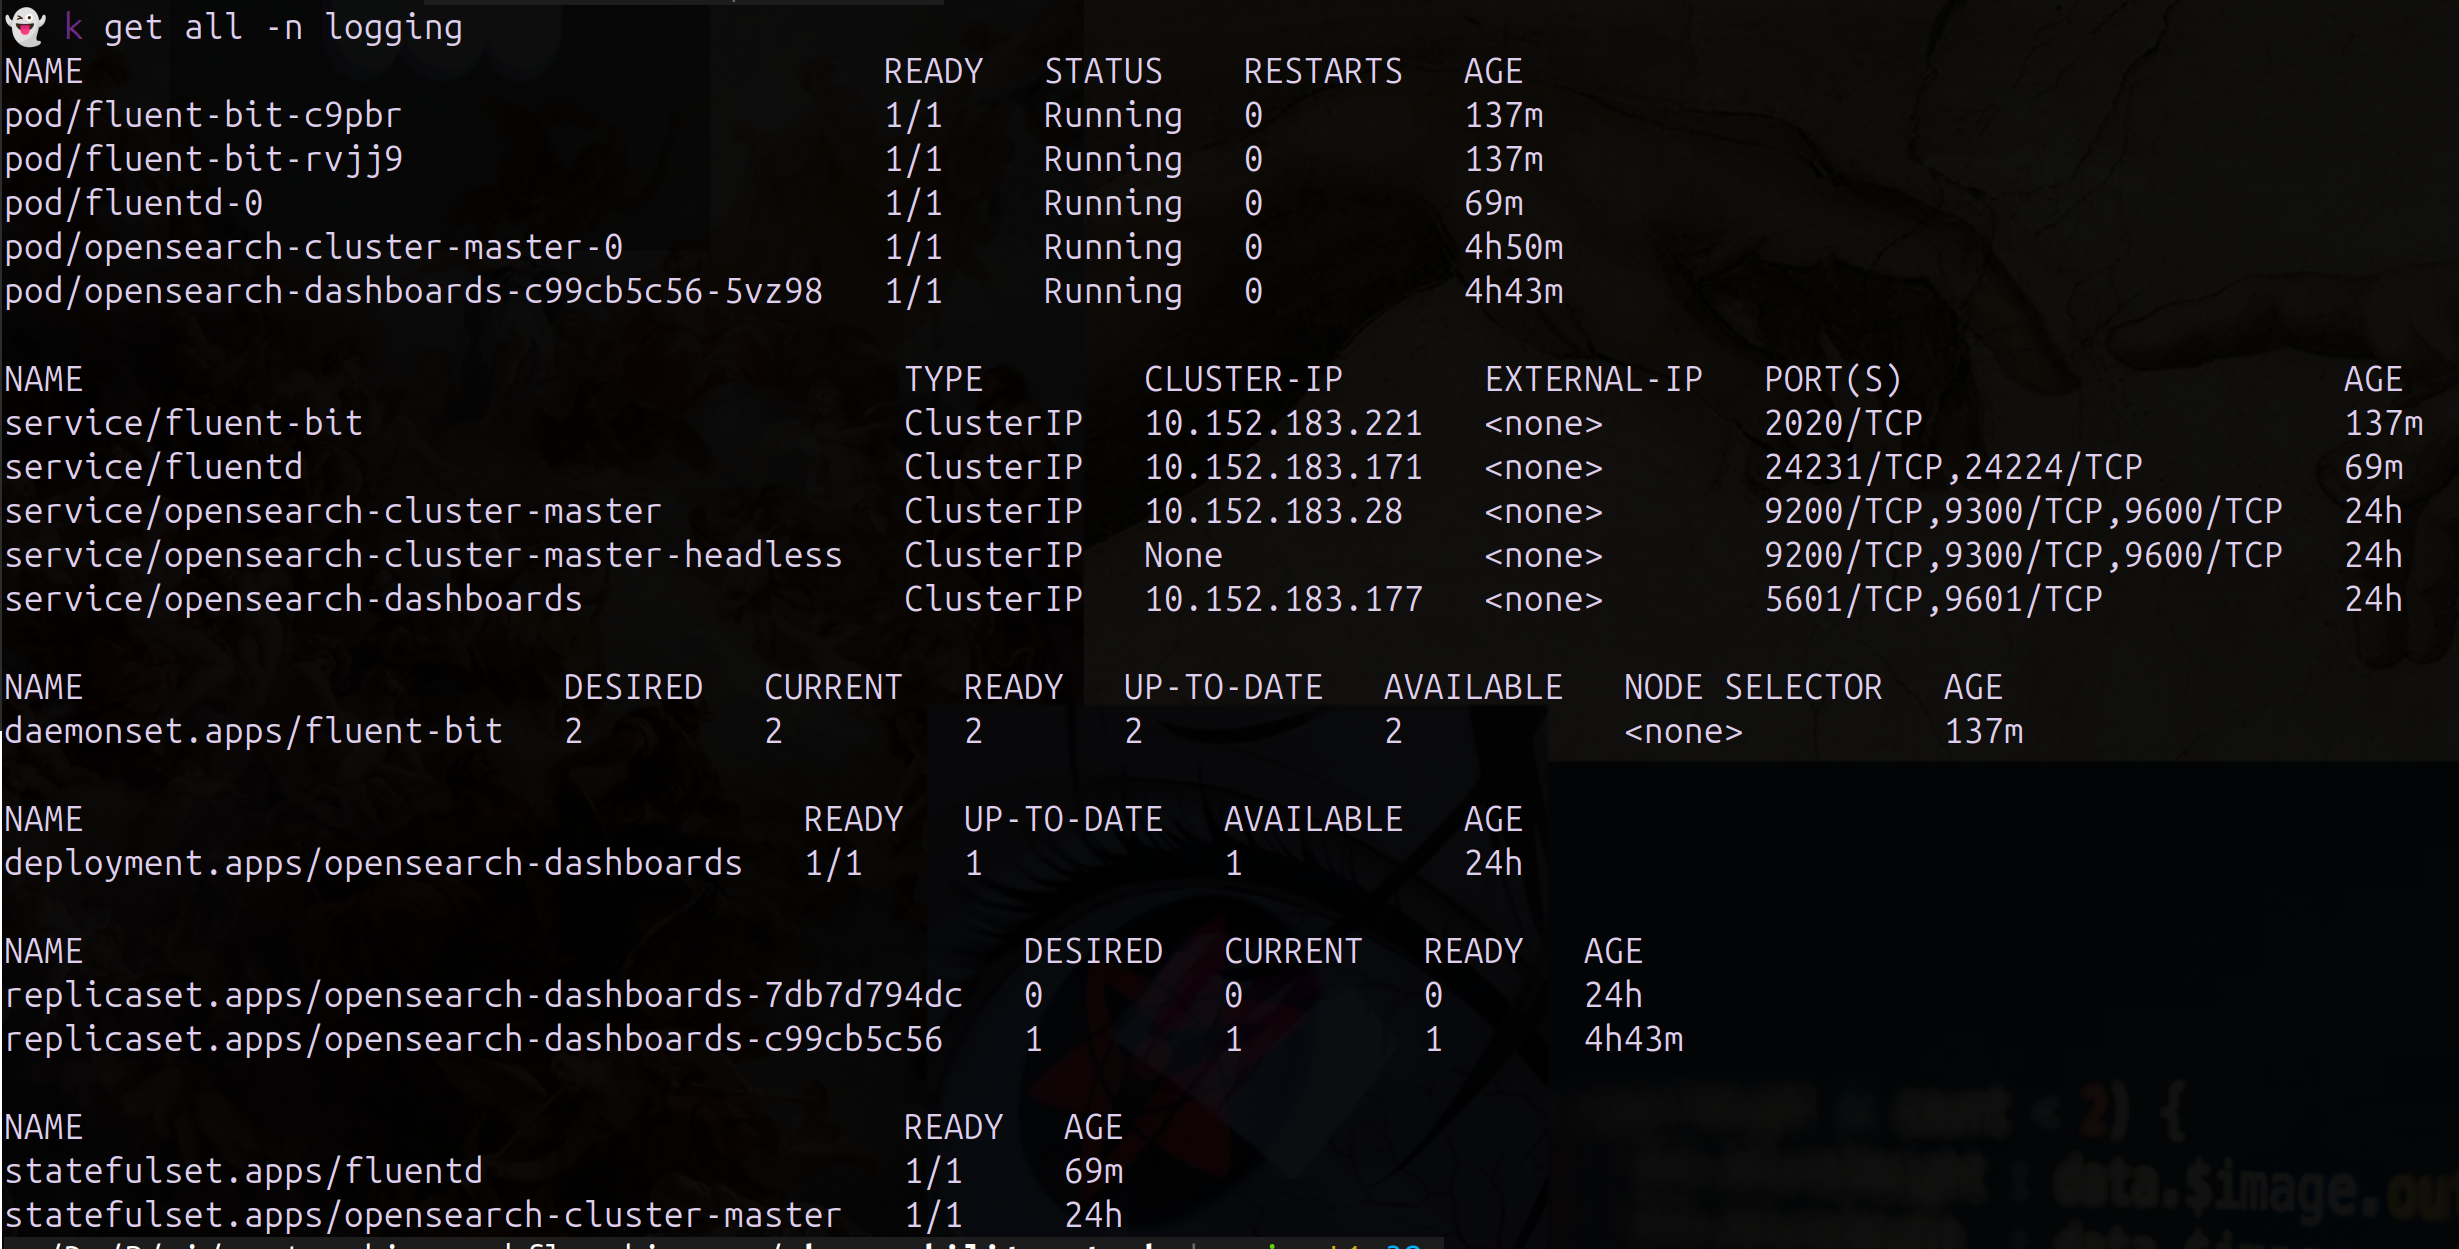 👻 k get all -n logging
NAME READY STATUS RESTARTS AGE
pod/fluent-bit-c9pbr 1/1 Running 0 137m
pod/fluent-bit-rvjj9 1/1 Running 0 137m
pod/fluentd-0 1/1 Running 0 69m
pod/opensearch-cluster-master-0 1/1 Running 0 4h50m
pod/opensearch-dashboards-c99cb5c56-5vz98 1/1 Running 0 4h43m
NAME TYPE CLUSTER-IP EXTERNAL-IP PORT(S) AGE
service/fluent-bit ClusterIP 10.152.183.221 <none> 2020/TCP 137m
service/fluentd ClusterIP 10.152.183.171 <none> 24231/TCP,24224/TCP 69m
service/opensearch-cluster-master ClusterIP 10.152.183.28 <none> 9200/TCP,9300/TCP,9600/TCP 24h
service/opensearch-cluster-master-headless ClusterIP None <none> 9200/TCP,9300/TCP,9600/TCP 24h
service/opensearch-dashboards ClusterIP 10.152.183.177 <none> 5601/TCP,9601/TCP 24h
NAME DESIRED CURRENT READY UP-TO-DATE AVAILABLE NODE SELECTOR AGE
daemonset.apps/fluent-bit 2 2 2 2 2 <none> 137m
NAME READY UP-TO-DATE AVAILABLE AGE
deployment.apps/opensearch-dashboards 1/1 1 1 24h
NAME DESIRED CURRENT READY AGE
replicaset.apps/opensearch-dashboards-7db7d794dc 0 0 0 24h
replicaset.apps/opensearch-dashboards-c99cb5c56 1 1 1 4h43m
NAME READY AGE
statefulset.apps/fluentd 1/1 69m
statefulset.apps/opensearch-cluster-master 1/1 24h
< 2) {
data.$image.